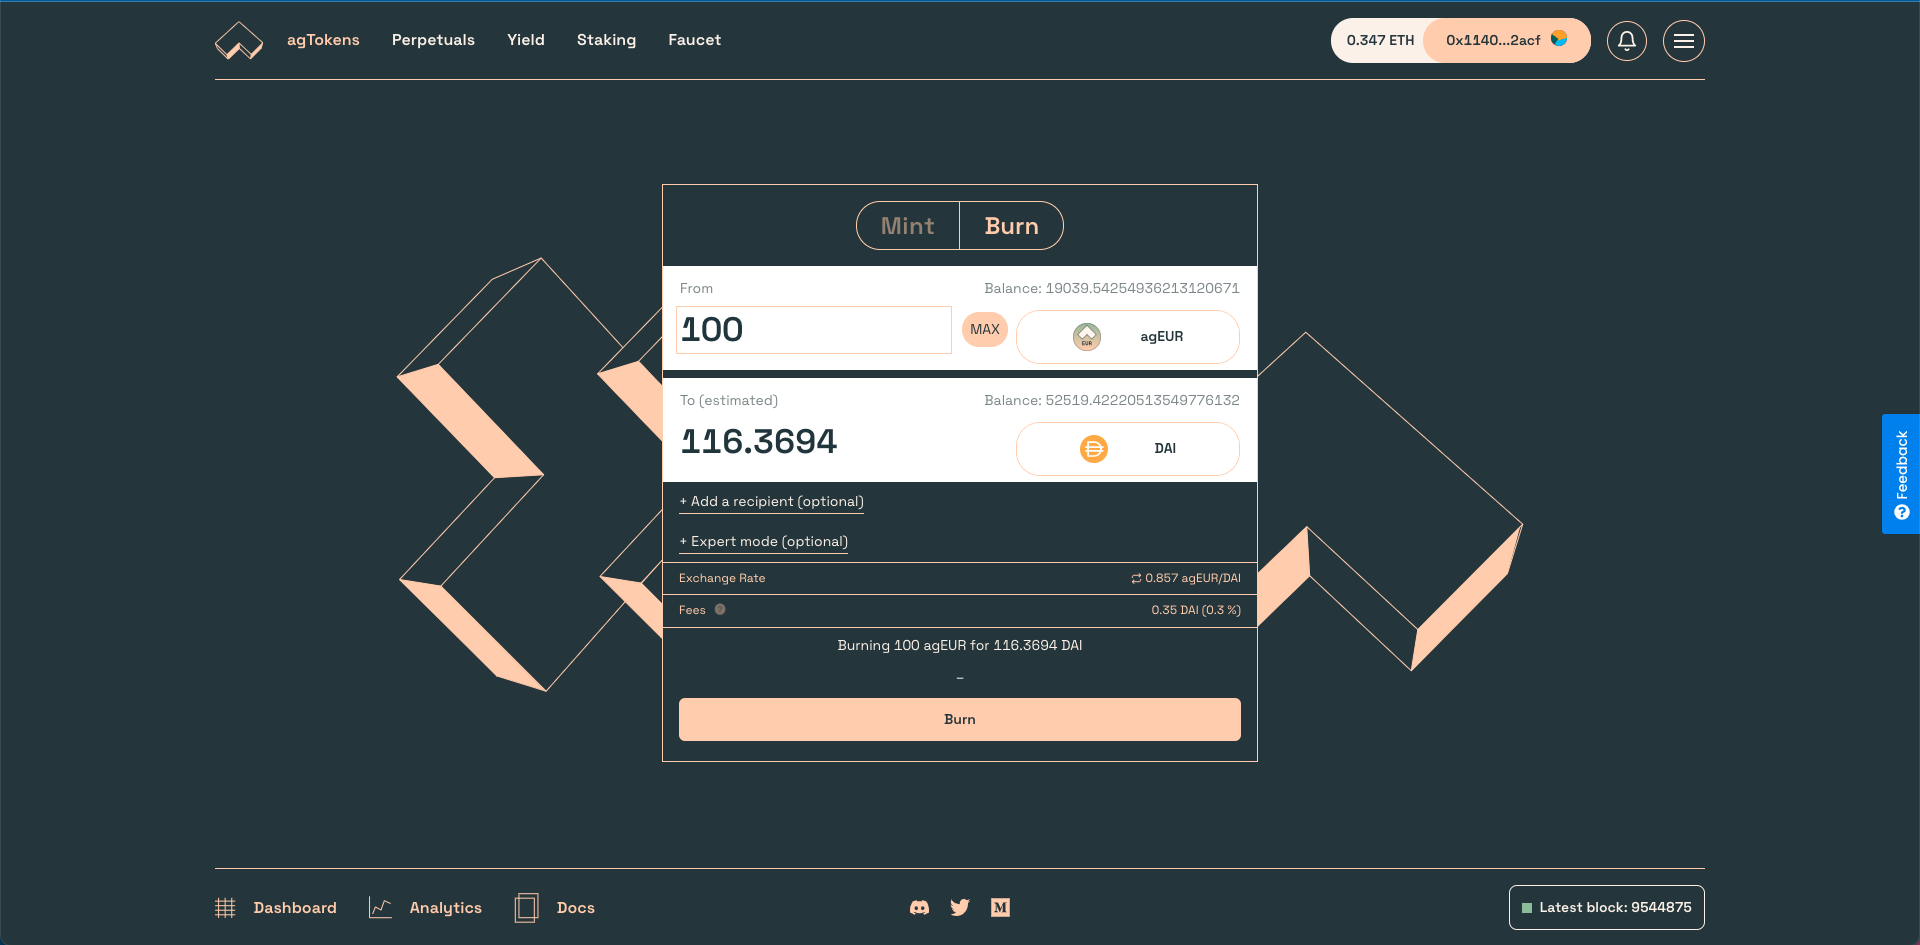 agTokens Perpetuals Yield Staking Faucet 0.347 ETH 0x1140...2acf
Mint Burn
From Balance: 19039.54254936213120671
100 MAX EUR agEUR
To (estimated) Balance: 52519.42220513549776132
116.3694 DAI
+ Add a recipient (optional)
+ Expert mode (optional)
Exchange Rate 0.857 agEUR/DAI
Fees 0.35 DAI (0.3 %)
Burning 100 agEUR for 116.3694 DAI
–
Burn
Feedback
Dashboard Analytics Docs Latest block: 9544875